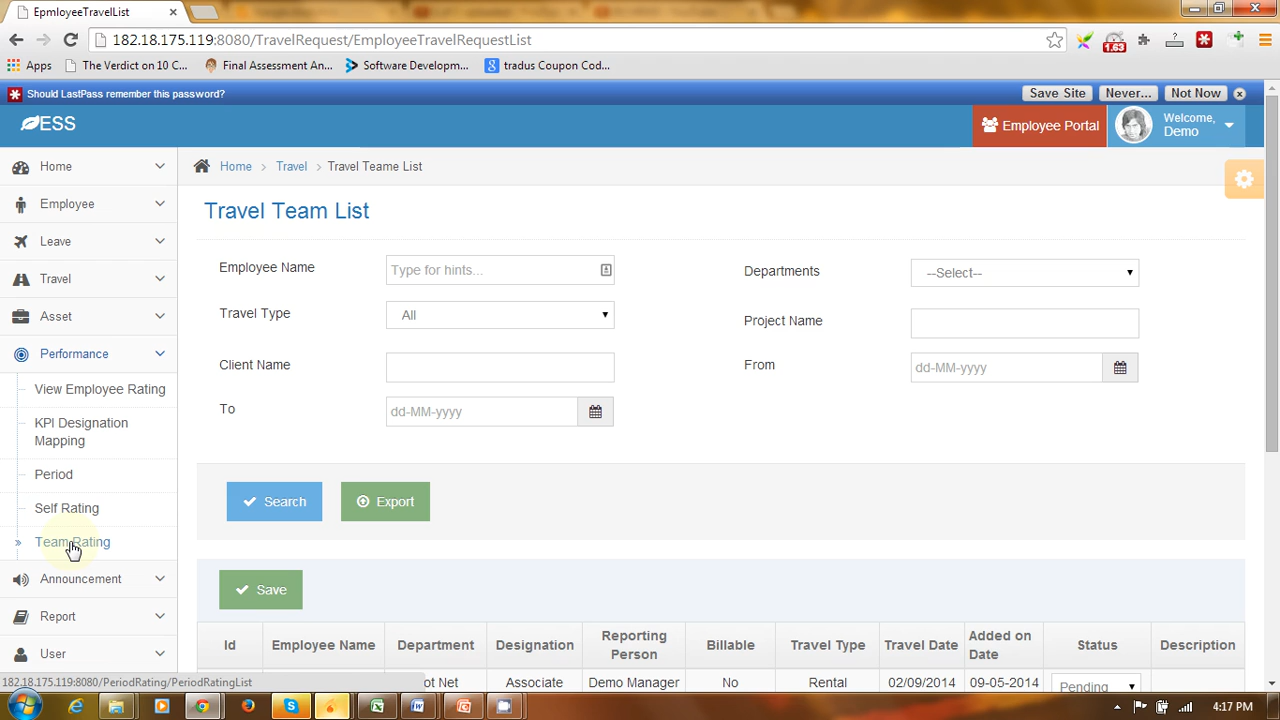 EpmloyeeTravelList
182.18.175.119:8080/TravelRequest/EmployeeTravelRequestList
1.63
Apps The Verdict on 10 C... Final Assessment An... Software Developm... tradus Coupon Cod...
Should LastPass remember this password? Save Site Never... Not Now
ESS Employee Portal Welcome, Demo
Home
Employee
Leave
Travel
Asset
Performance
View Employee Rating
KPI Designation
Mapping
Period
Self Rating
Team Rating
Announcement
Report
User
Home > Travel > Travel Teame List
Travel Team List
Employee Name Type for hints... Departments --Select--
Travel Type All Project Name
Client Name From dd-MM-yyyy
To dd-MM-yyyy
Search Export
Save
Id Employee Name Department Designation Reporting Person Billable Travel Type Travel Date Added on Date Status Description
ot Net Associate Demo Manager No Rental 02/09/2014 09-05-2014 Pending
182.18.175.119:8080/PeriodRating/PeriodRatingList
4:17 PM